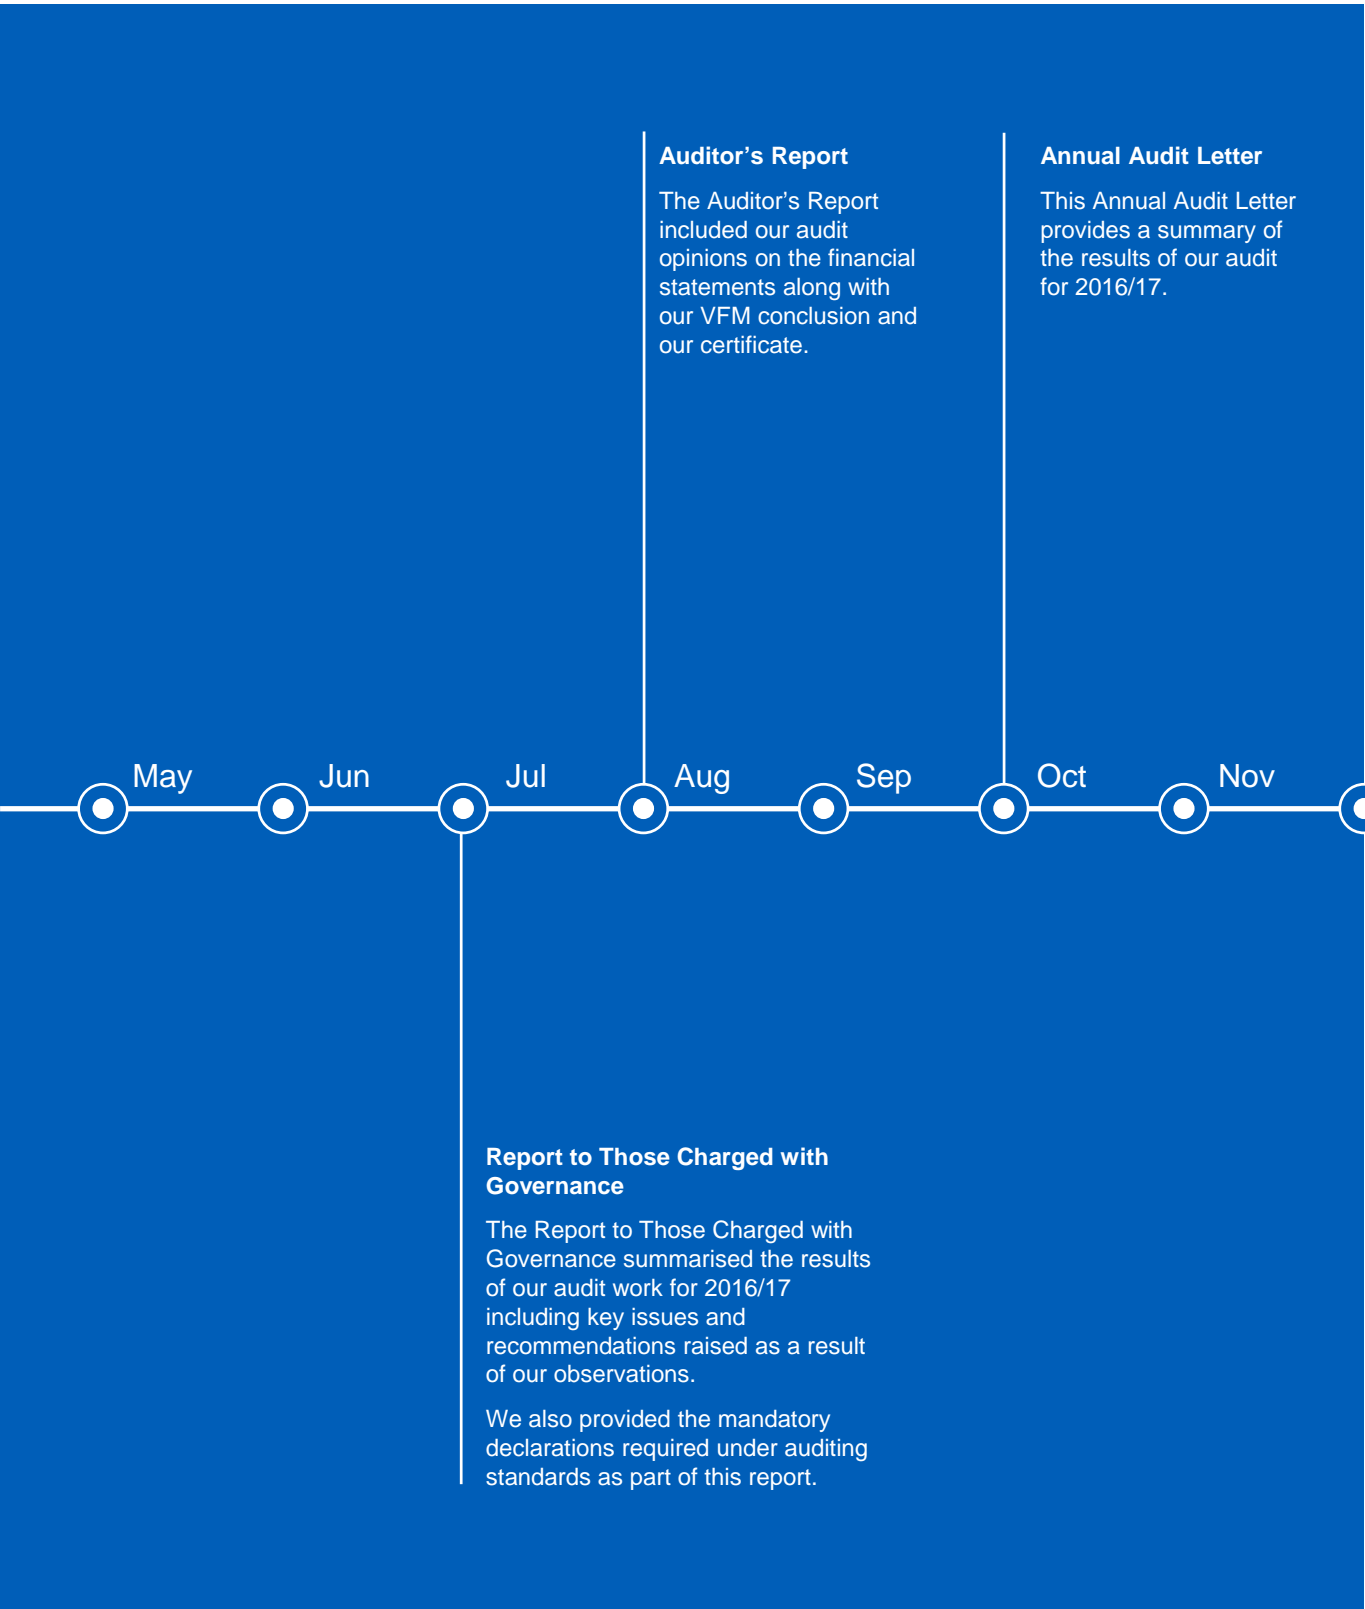 Auditor’s Report
The Auditor’s Report
included our audit
opinions on the financial
statements along with
our VFM conclusion and
our certificate.
Annual Audit Letter
This Annual Audit Letter
provides a summary of
the results of our audit
for 2016/17.
May
Jun
Jul
Aug
Sep
Oct
Nov
Report to Those Charged with
Governance
The Report to Those Charged with
Governance summarised the results
of our audit work for 2016/17
including key issues and
recommendations raised as a result
of our observations.
We also provided the mandatory
declarations required under auditing
standards as part of this report.